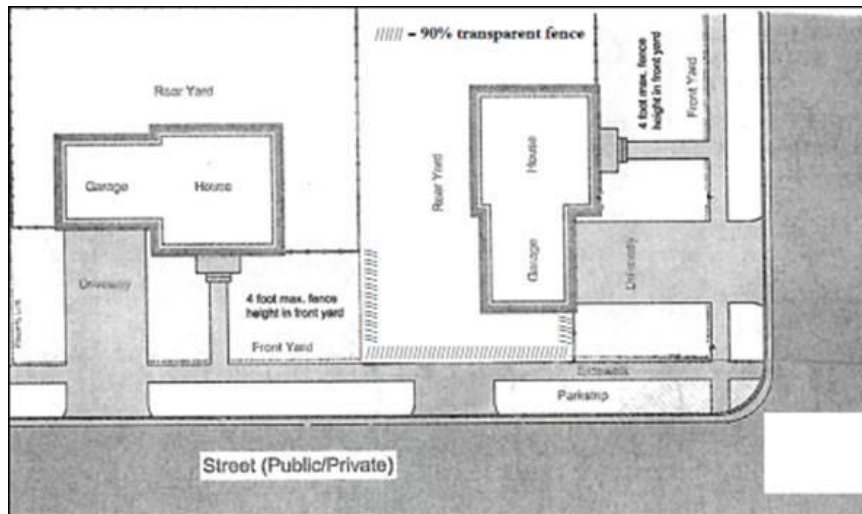 ////// = 90% transparent fence
Rear Yard
Garage
House
Driveway
4 foot max. fence
height in front yard
Front Yard
Rear Yard
House
Garage
4 foot max. fence
height in front yard
Front Yard
Driveway
Sidewalk
Parkstrip
Street (Public/Private)
Property Line